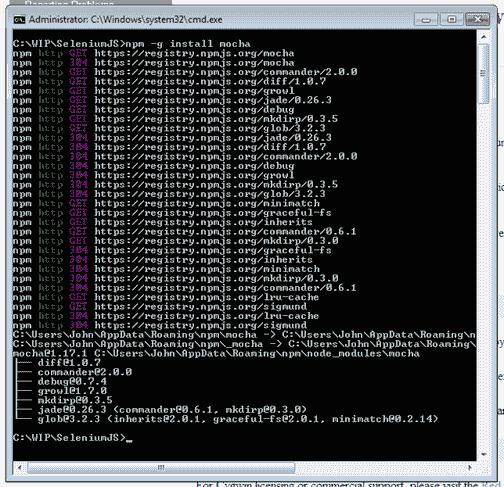 Reporting Problems
Administrator: C:\Windows\system32\cmd.exe
C:\WIP\SeleniumJS>npm -g install mocha
npm http GET https://registry.npmjs.org/mocha
npm http 304 https://registry.npmjs.org/mocha
npm http GET https://registry.npmjs.org/commander/2.0.0
npm http GET https://registry.npmjs.org/diff/1.0.7
npm http GET https://registry.npmjs.org/growl
npm http GET https://registry.npmjs.org/jade/0.26.3
npm http GET https://registry.npmjs.org/debug
npm http GET https://registry.npmjs.org/mkdirp/0.3.5
npm http GET https://registry.npmjs.org/glob/3.2.3
npm http 304 https://registry.npmjs.org/jade/0.26.3
npm http 304 https://registry.npmjs.org/diff/1.0.7
npm http 304 https://registry.npmjs.org/commander/2.0.0
npm http 304 https://registry.npmjs.org/debug
npm http 304 https://registry.npmjs.org/growl
npm http 304 https://registry.npmjs.org/mkdirp/0.3.5
npm http 304 https://registry.npmjs.org/glob/3.2.3
npm http GET https://registry.npmjs.org/minimatch
npm http GET https://registry.npmjs.org/graceful-fs
npm http GET https://registry.npmjs.org/inherits
npm http GET https://registry.npmjs.org/commander/0.6.1
npm http GET https://registry.npmjs.org/mkdirp/0.3.0
npm http 304 https://registry.npmjs.org/graceful-fs
npm http 304 https://registry.npmjs.org/inherits
npm http 304 https://registry.npmjs.org/minimatch
npm http 304 https://registry.npmjs.org/mkdirp/0.3.0
npm http 304 https://registry.npmjs.org/commander/0.6.1
npm http GET https://registry.npmjs.org/lru-cache
npm http GET https://registry.npmjs.org/sigmund
npm http 304 https://registry.npmjs.org/lru-cache
npm http 304 https://registry.npmjs.org/sigmund
C:\Users\John\AppData\Roaming\npm\mocha -> C:\Users\John\AppData\Roaming\n
C:\Users\John\AppData\Roaming\npm\_mocha -> C:\Users\John\AppData\Roaming\
mocha@1.17.1 C:\Users\John\AppData\Roaming\npm\node_modules\mocha
├── diff@1.0.7
├── commander@2.0.0
├── debug@0.7.4
├── growl@1.7.0
├── mkdirp@0.3.5
├── jade@0.26.3 (commander@0.6.1, mkdirp@0.3.0)
└── glob@3.2.3 (inherits@2.0.1, graceful-fs@2.0.1, minimatch@0.2.14)
C:\WIP\SeleniumJS>_
For Cygwin licensing or commercial support, please visit the Red